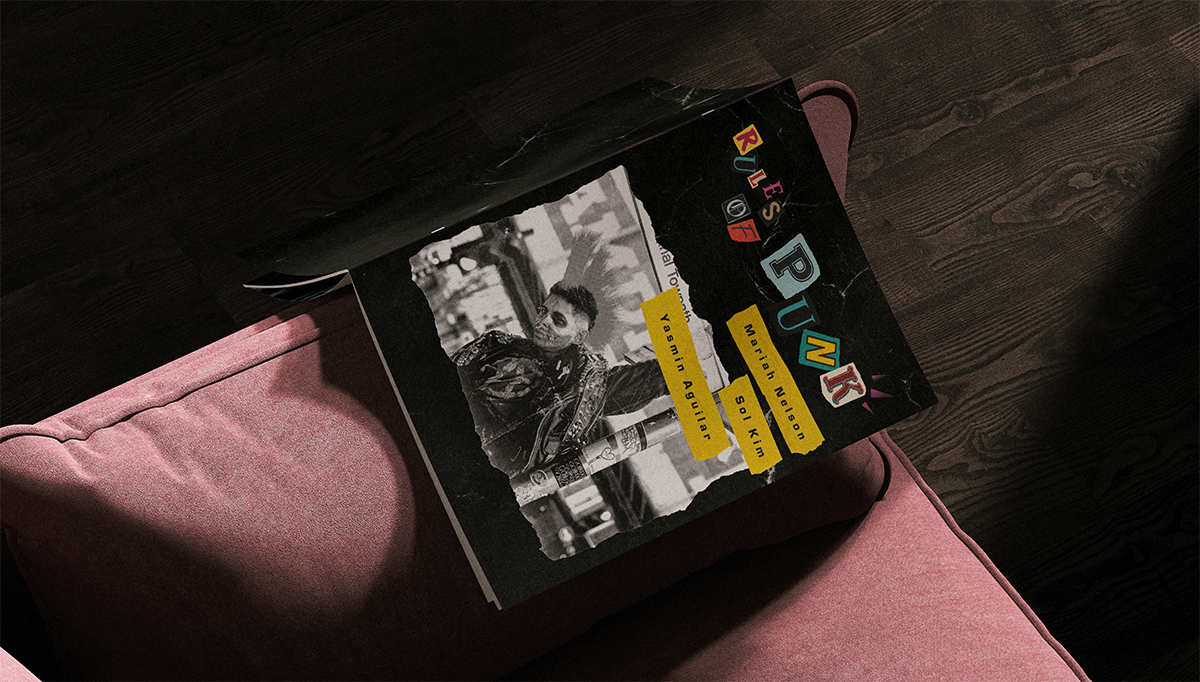 RULES
OF
PUNK
Mariah Nelson
Sol Kim
Yasmin Aguilar